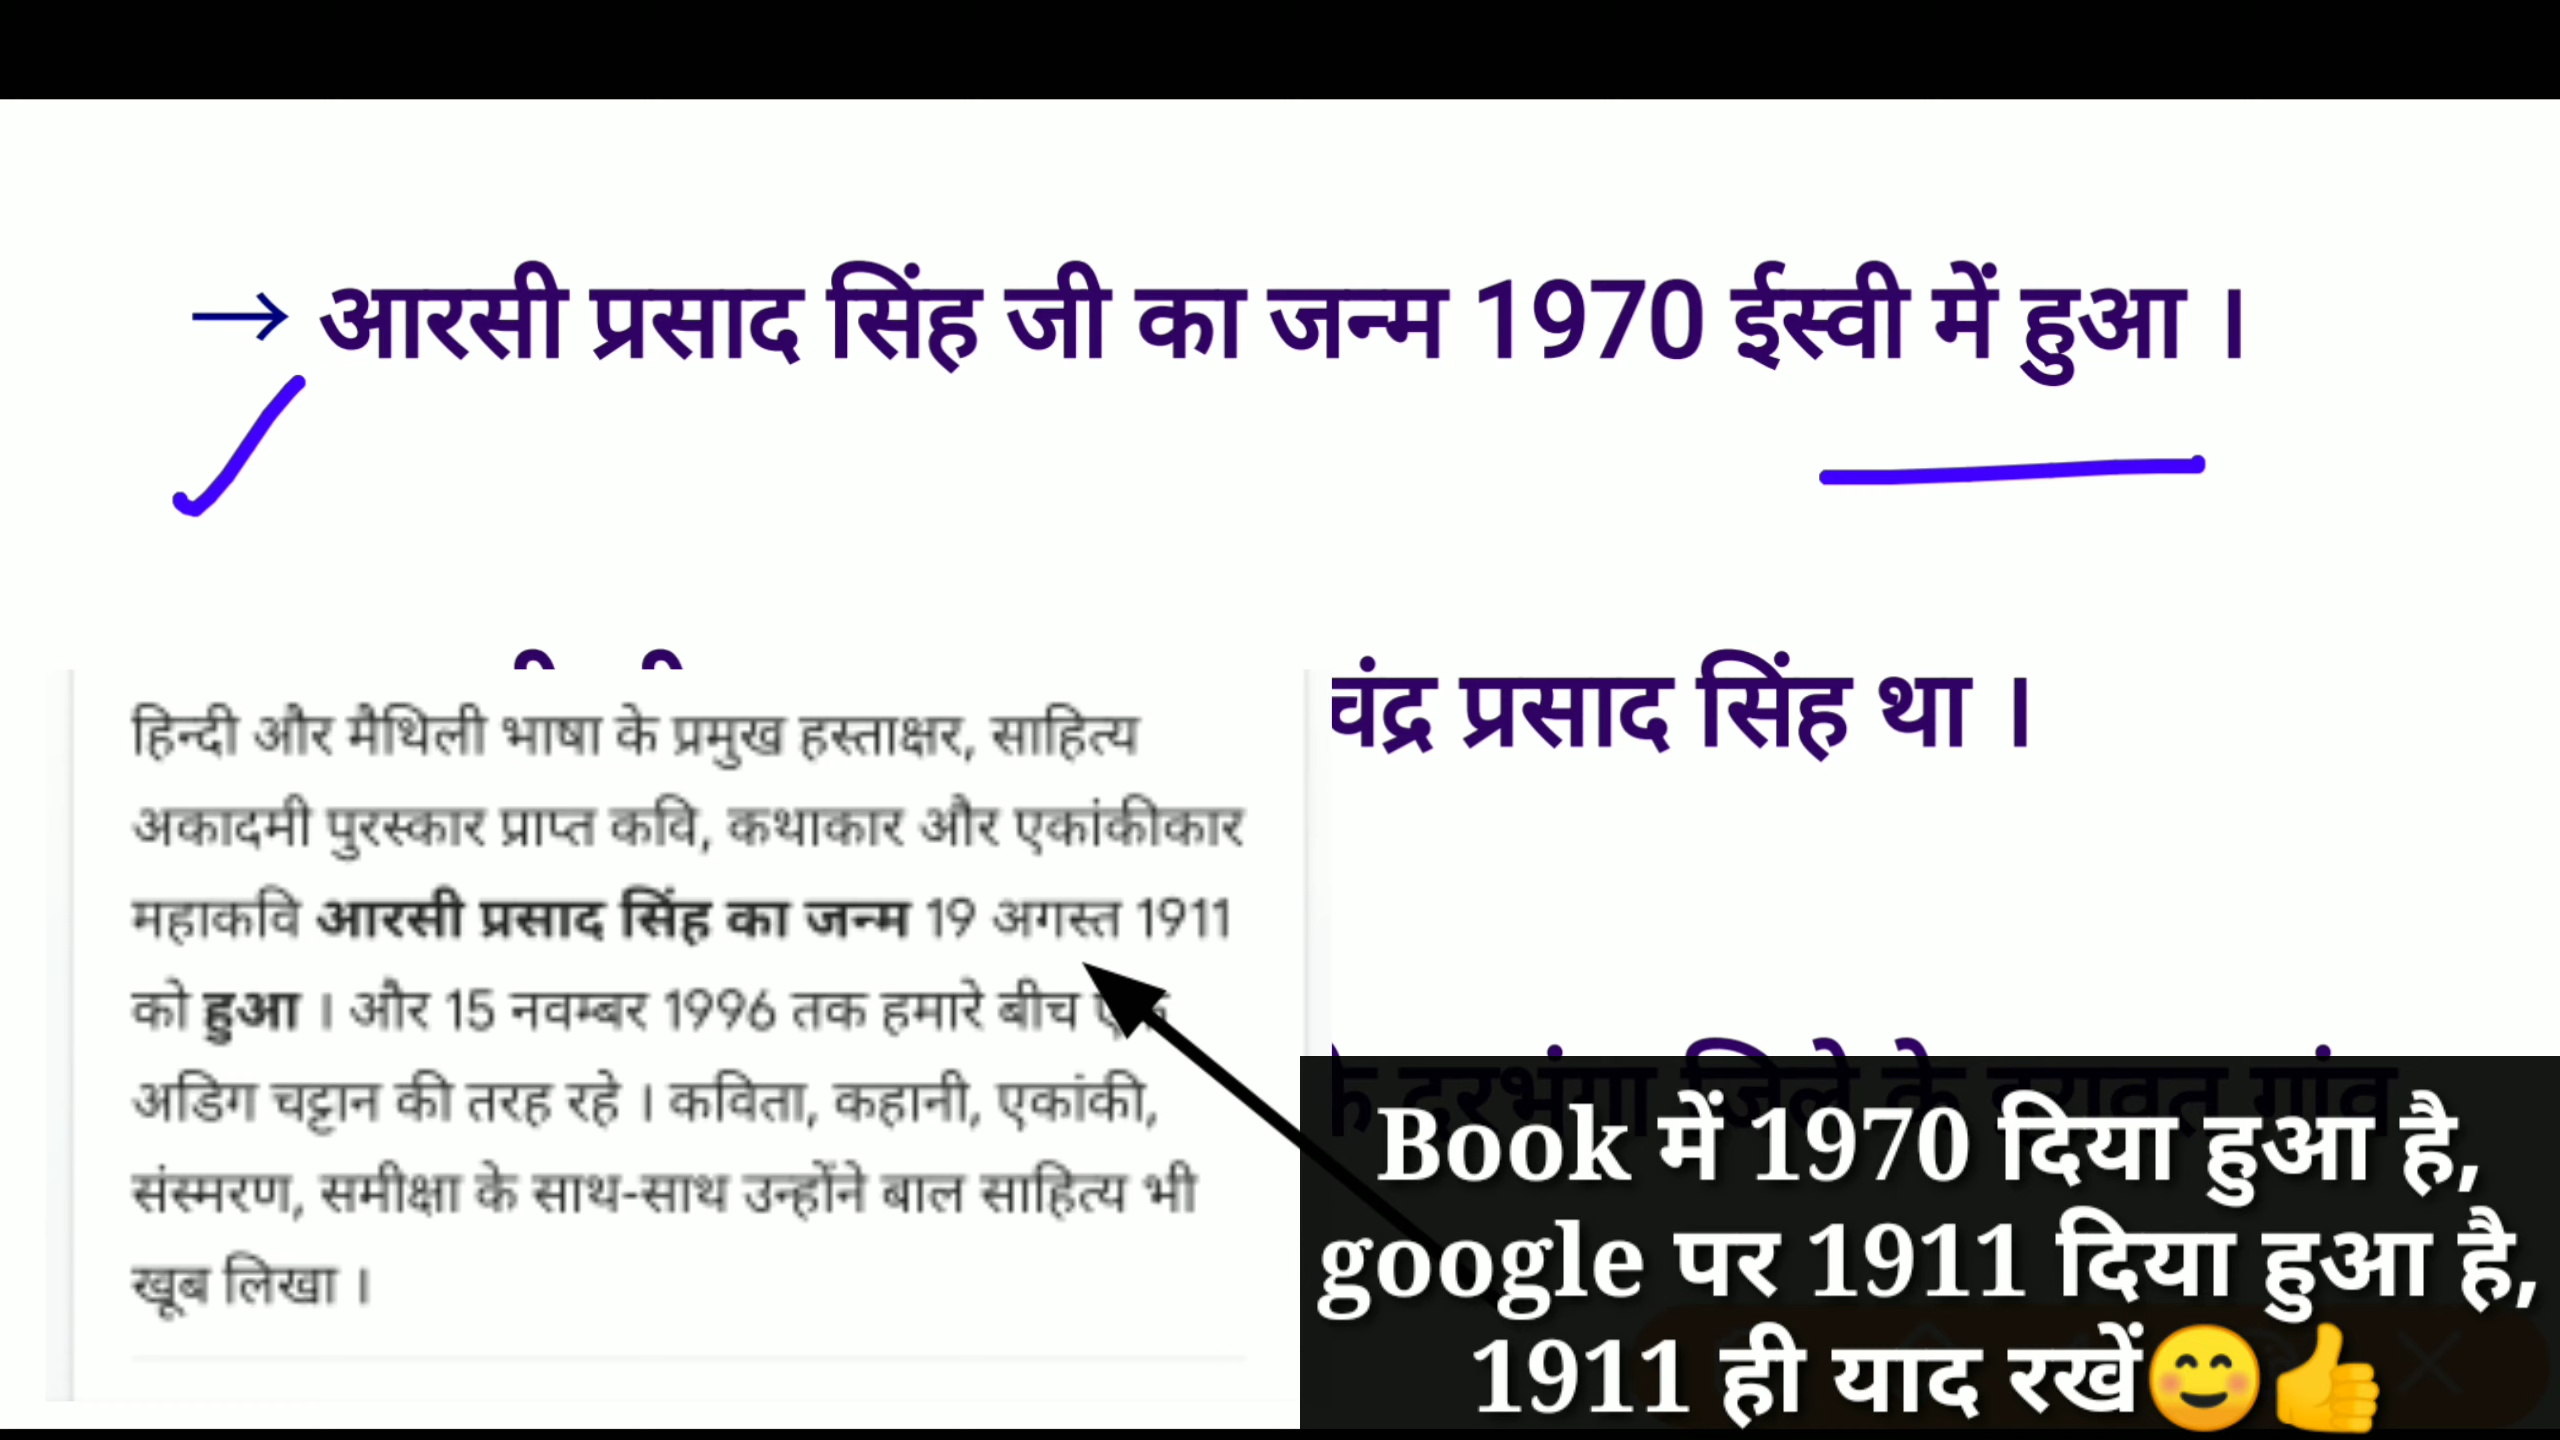 → आरसी प्रसाद सिंह जी का जन्म 1970 ईस्वी में हुआ ।
प्रसाद सिंह था ।
हिन्दी और मैथिली भाषा के प्रमुख हस्ताक्षर, साहित्य
अकादमी पुरस्कार प्राप्त कवि, कथाकार और एकांकीकार
महाकवि आरसी प्रसाद सिंह का जन्म 19 अगस्त 1911
को हुआ । और 15 नवम्बर 1996 तक हमारे बीच
अडिग चट्टान की तरह रहे । कविता, कहानी, एकांकी,
संस्मरण, समीक्षा के साथ-साथ उन्होंने बाल साहित्य भी
खूब लिखा ।
दरभंगा जिले के गांव
Book में 1970 दिया हुआ है,
google पर 1911 दिया हुआ है,
1911 ही याद रखें😊👍